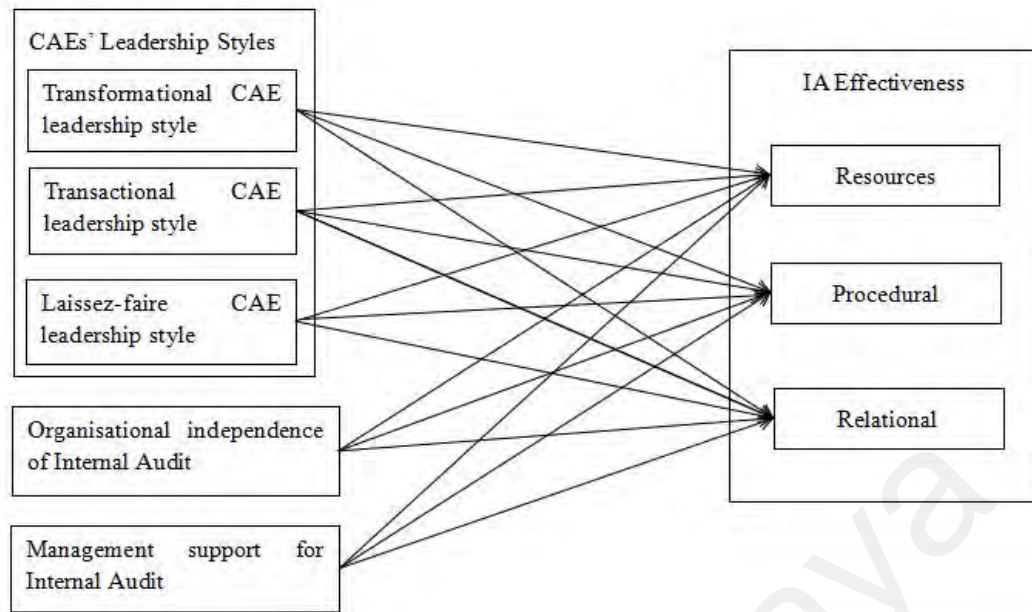 CAEs' Leadership Styles
Transformational CAE
leadership style
Transactional CAE
leadership style
Laissez-faire CAE
leadership style
Organisational independence
of Internal Audit
Management support for
Internal Audit
IA Effectiveness
Resources
Procedural
Relational